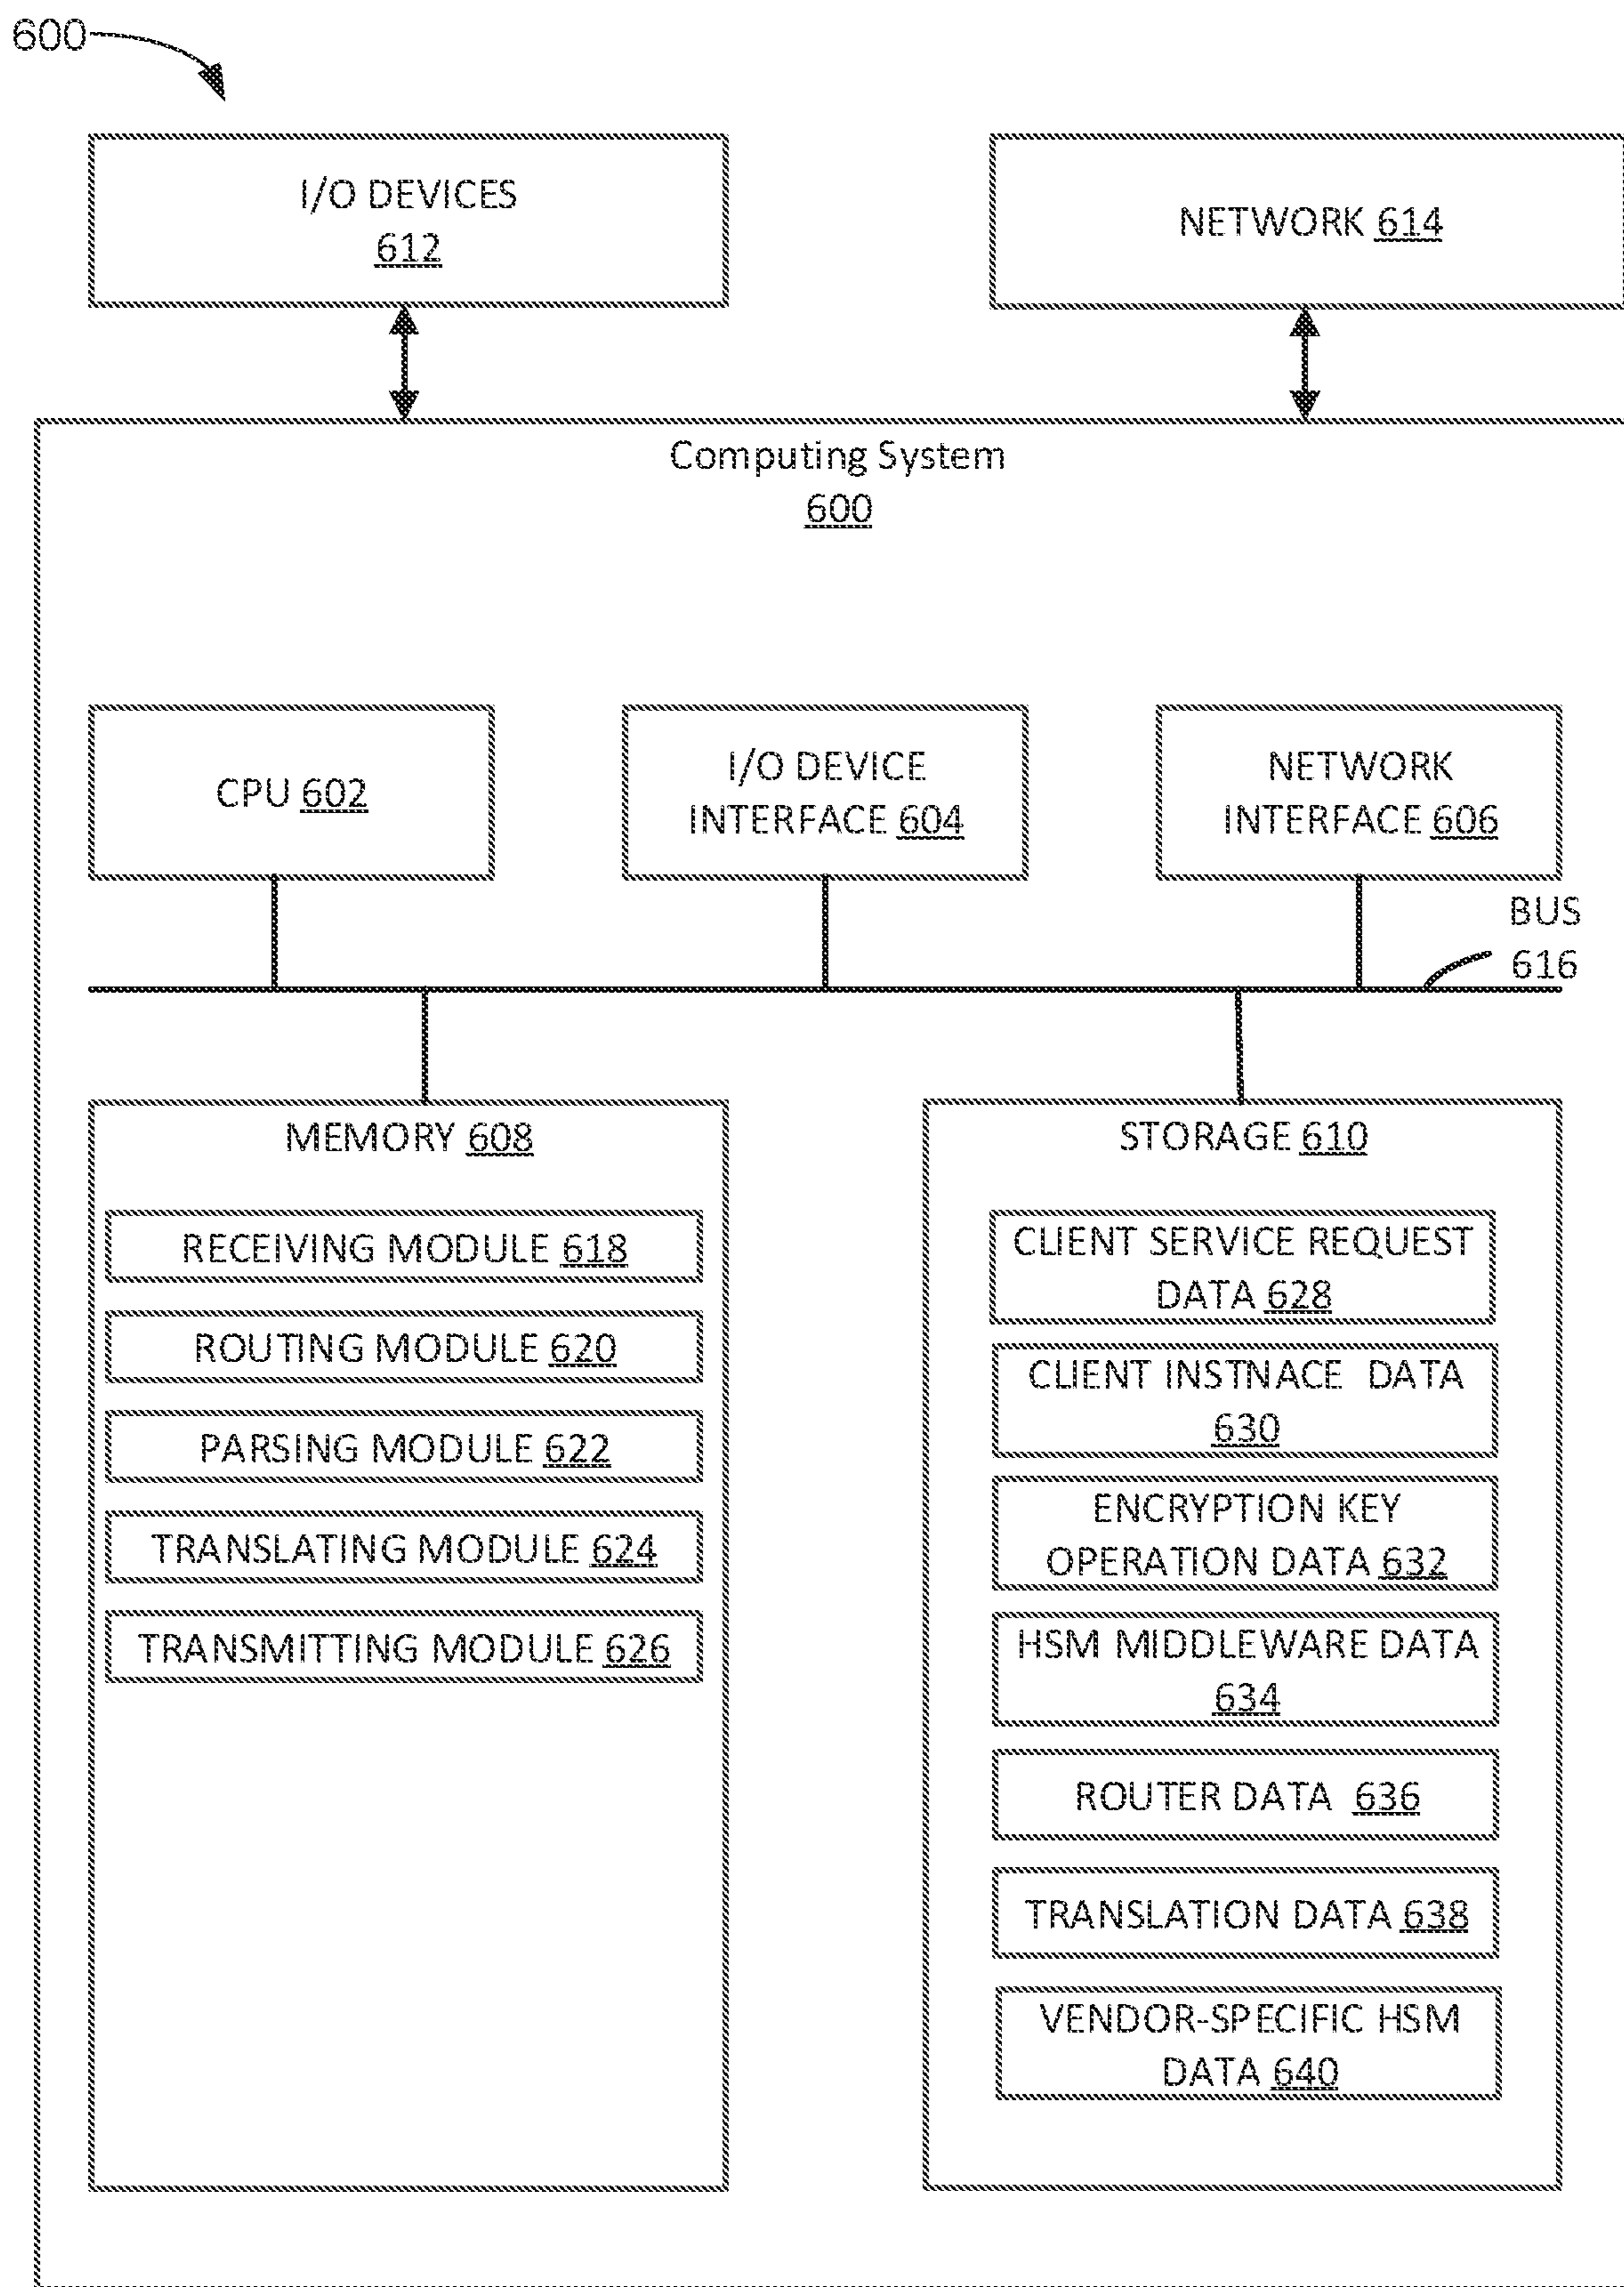 600
I/O DEVICES
612
NETWORK 614
Computing System
600
CPU 602
I/O DEVICE
INTERFACE 604
NETWORK
INTERFACE 606
BUS
616
MEMORY 608
RECEIVING MODULE 618
ROUTING MODULE 620
PARSING MODULE 622
TRANSLATING MODULE 624
TRANSMITTING MODULE 626
STORAGE 610
CLIENT SERVICE REQUEST
DATA 628
CLIENT INSTNACE DATA
630
ENCRYPTION KEY
OPERATION DATA 632
HSM MIDDLEWARE DATA
634
ROUTER DATA 636
TRANSLATION DATA 638
VENDOR-SPECIFIC HSM
DATA 640